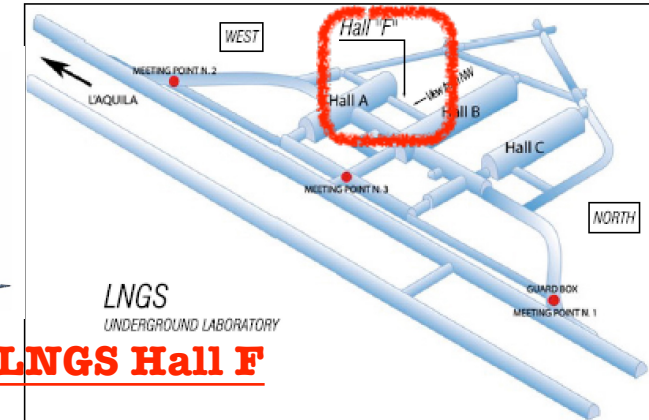 WEST
Hall "F"
MEETING POINT N. 2
L'AQUILA
Hall A
Hall B
Hall C
MEETING POINT N. 3
NORTH
LNGS
UNDERGROUND LABORATORY
GUARD BOX
MEETING POINT N. 1
LNGS Hall F